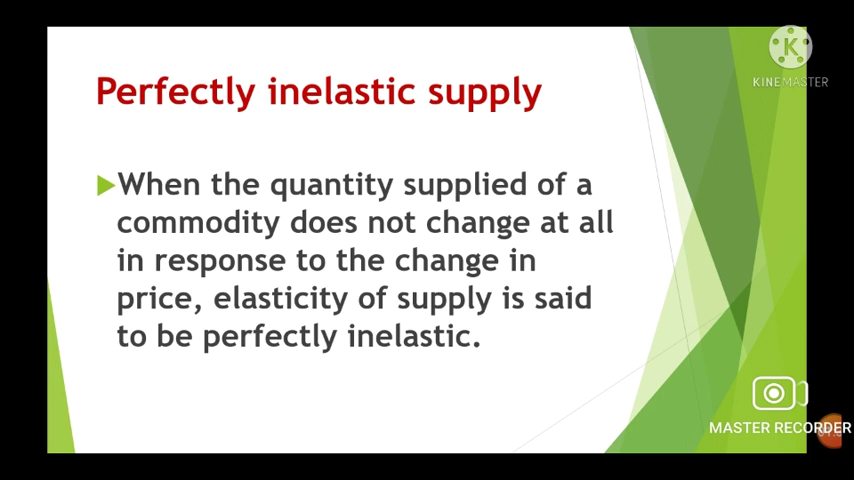 KINEMASTER
Perfectly inelastic supply
When the quantity supplied of a
commodity does not change at all
in response to the change in
price, elasticity of supply is said
to be perfectly inelastic.
MASTER RECORDER